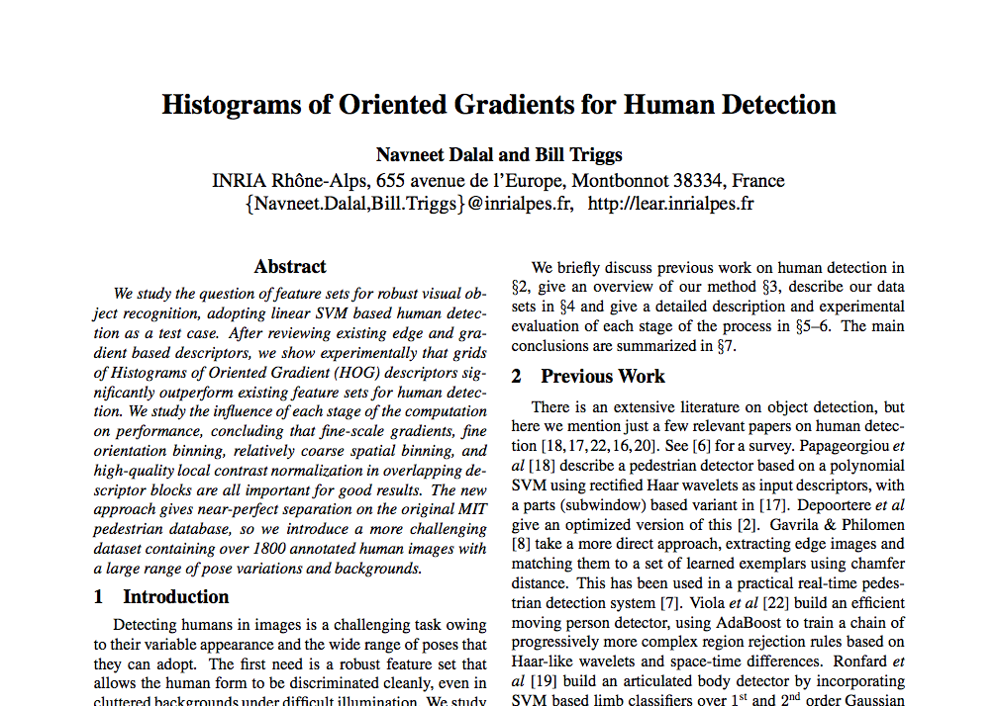 Histograms of Oriented Gradients for Human Detection
Navneet Dalal and Bill Triggs
INRIA Rhône-Alps, 655 avenue de l'Europe, Montbonnot 38334, France
{Navneet.Dalal,Bill.Triggs}@inrialpes.fr, http://lear.inrialpes.fr
Abstract
We study the question of feature sets for robust visual ob-
ject recognition, adopting linear SVM based human detec-
tion as a test case. After reviewing existing edge and gra-
dient based descriptors, we show experimentally that grids
of Histograms of Oriented Gradient (HOG) descriptors sig-
nificantly outperform existing feature sets for human detec-
tion. We study the influence of each stage of the computation
on performance, concluding that fine-scale gradients, fine
orientation binning, relatively coarse spatial binning, and
high-quality local contrast normalization in overlapping de-
scriptor blocks are all important for good results. The new
approach gives near-perfect separation on the original MIT
pedestrian database, so we introduce a more challenging
dataset containing over 1800 annotated human images with
a large range of pose variations and backgrounds.
1 Introduction
Detecting humans in images is a challenging task owing
to their variable appearance and the wide range of poses that
they can adopt. The first need is a robust feature set that
allows the human form to be discriminated cleanly, even in
cluttered backgrounds under difficult illumination. We study
We briefly discuss previous work on human detection in
§2, give an overview of our method §3, describe our data
sets in §4 and give a detailed description and experimental
evaluation of each stage of the process in §5–6. The main
conclusions are summarized in §7.
2 Previous Work
There is an extensive literature on object detection, but
here we mention just a few relevant papers on human detec-
tion [18,17,22,16,20]. See [6] for a survey. Papageorgiou et
al [18] describe a pedestrian detector based on a polynomial
SVM using rectified Haar wavelets as input descriptors, with
a parts (subwindow) based variant in [17]. Depoortere et al
give an optimized version of this [2]. Gavrila & Philomen
[8] take a more direct approach, extracting edge images and
matching them to a set of learned exemplars using chamfer
distance. This has been used in a practical real-time pedes-
trian detection system [7]. Viola et al [22] build an efficient
moving person detector, using AdaBoost to train a chain of
progressively more complex region rejection rules based on
Haar-like wavelets and space-time differences. Ronfard et
al [19] build an articulated body detector by incorporating
SVM based limb classifiers over 1st and 2nd order Gaussian